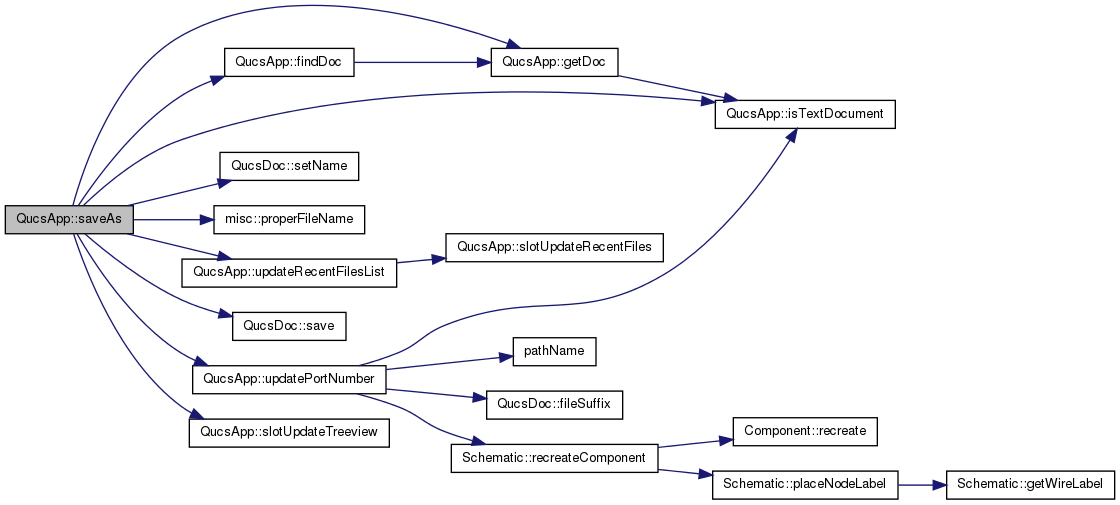 QucsApp::saveAs
QucsApp::findDoc
QucsApp::getDoc
QucsApp::isTextDocument
QucsDoc::setName
misc::properFileName
QucsApp::updateRecentFilesList
QucsApp::slotUpdateRecentFiles
QucsDoc::save
QucsApp::updatePortNumber
pathName
QucsDoc::fileSuffix
Schematic::recreateComponent
Component::recreate
Schematic::placeNodeLabel
Schematic::getWireLabel
QucsApp::slotUpdateTreeview